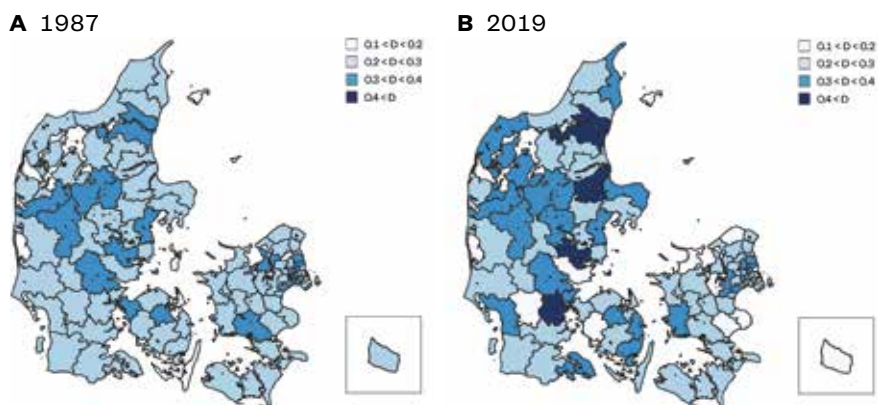 A 1987
0.1 < D < 0.2
0.2 < D < 0.3
0.3 < D < 0.4
0.4 < D
B 2019
0.1 < D < 0.2
0.2 < D < 0.3
0.3 < D < 0.4
0.4 < D